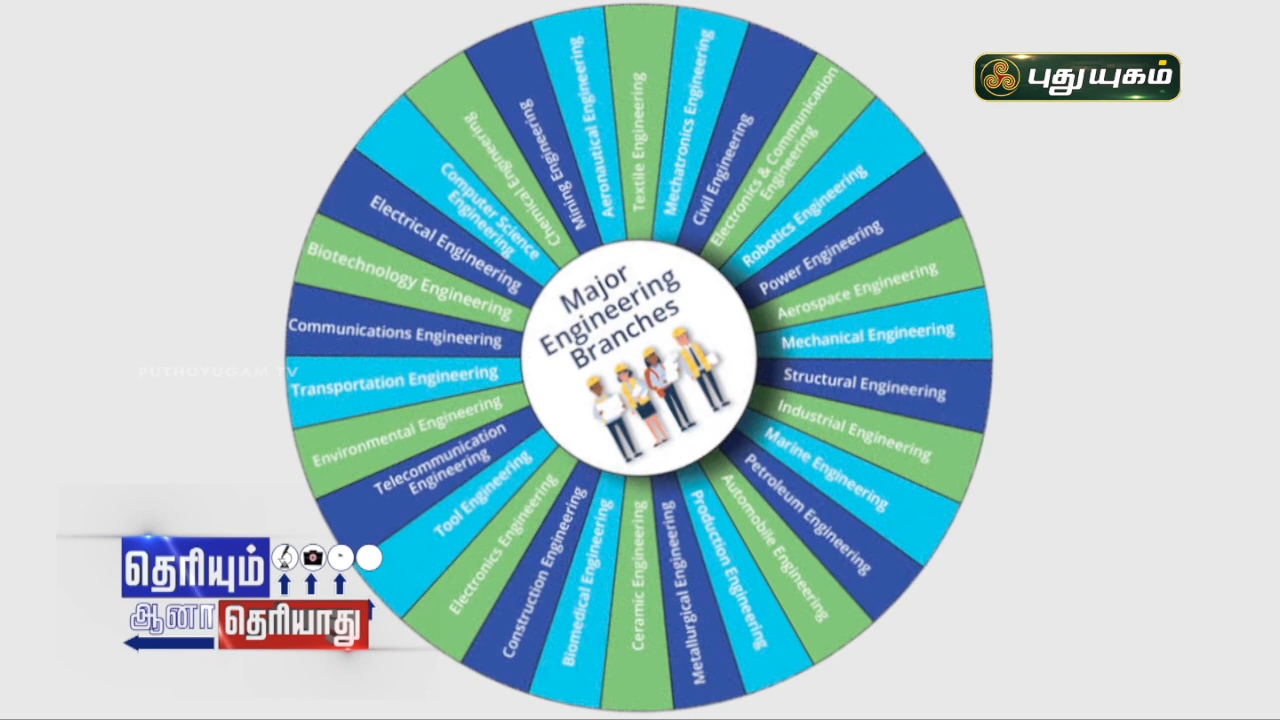 புதுயுகம்
Major
Engineering
Branches
Textile Engineering
Mechatronics Engineering
Civil Engineering
Electronics & Communication
Engineering
Robotics Engineering
Power Engineering
Aerospace Engineering
Mechanical Engineering
Structural Engineering
Industrial Engineering
Marine Engineering
Petroleum Engineering
Automobile Engineering
Production Engineering
Metallurgical Engineering
Ceramic Engineering
Biomedical Engineering
Construction Engineering
Electronics Engineering
Tool Engineering
Telecommunication
Engineering
Environmental Engineering
Transportation Engineering
Communications Engineering
Biotechnology Engineering
Electrical Engineering
Computer Science
Engineering
Chemical Engineering
Mining Engineering
Aeronautical Engineering
PUTHUYUGAM TV
தெரியும்
ஆனா தெரியாது